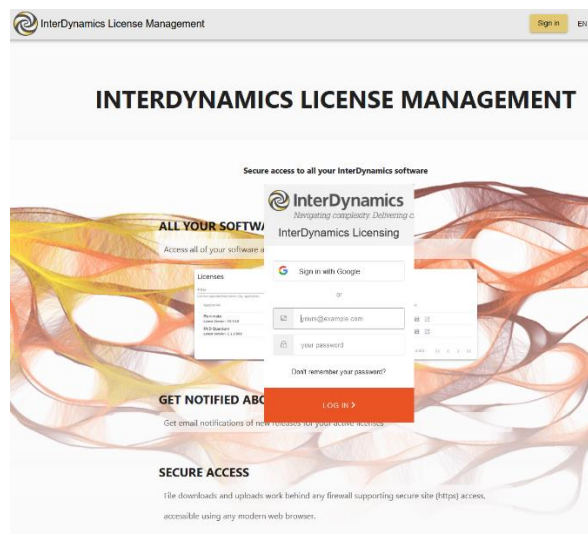 InterDynamics License Management
Sign in
EN
INTERDYNAMICS LICENSE MANAGEMENT
Secure access to all your InterDynamics software
InterDynamics
Navigating complexity. Delivering
InterDynamics Licensing
ALL YOUR SOFTWA
Access all of your software a
Licenses
Sign in with Google
or
yours@example.com
your password
Don't remember your password?
LOG IN >
GET NOTIFIED ABO
Get email notifications of new releases for your active licenses
SECURE ACCESS
File downloads and uploads work behind any firewall supporting secure site (https) access,
accessible using any modern web browser.